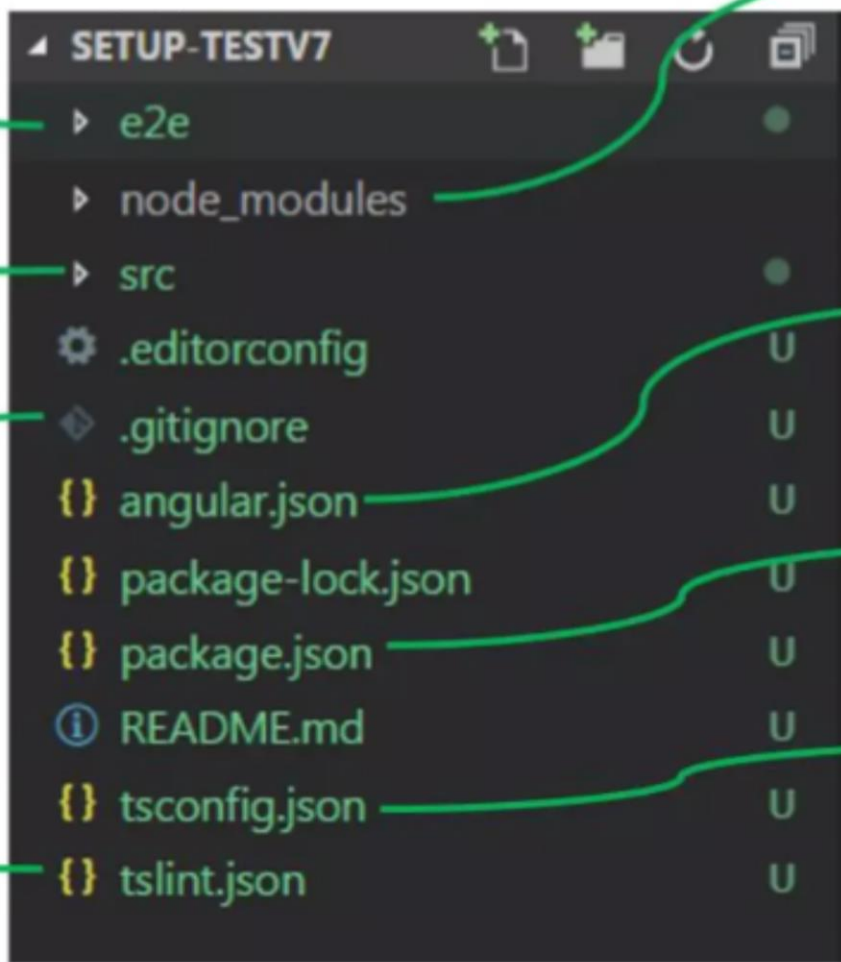 SETUP-TESTV7
e2e
node_modules
src
.editorconfig U
.gitignore U
angular.json U
package-lock.json U
package.json U
README.md U
tsconfig.json U
tslint.json U